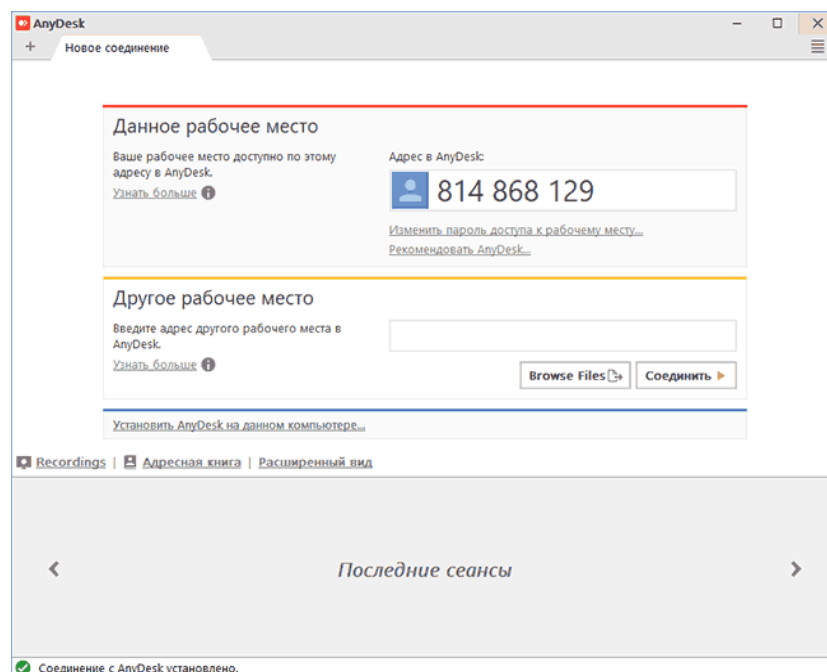 AnyDesk
Новое соединение
Данное рабочее место
Ваше рабочее место доступно по этому
адресу в AnyDesk.
Узнать больше
Адрес в AnyDesk:
814 868 129
Изменить пароль доступа к рабочему месту...
Рекомендовать AnyDesk...
Другое рабочее место
Введите адрес другого рабочего места в
AnyDesk.
Узнать больше
Browse Files
Соединить
Установить AnyDesk на данном компьютере...
Recordings | Адресная книга | Расширенный вид
Последние сеансы
Соединение с AnyDesk установлено.